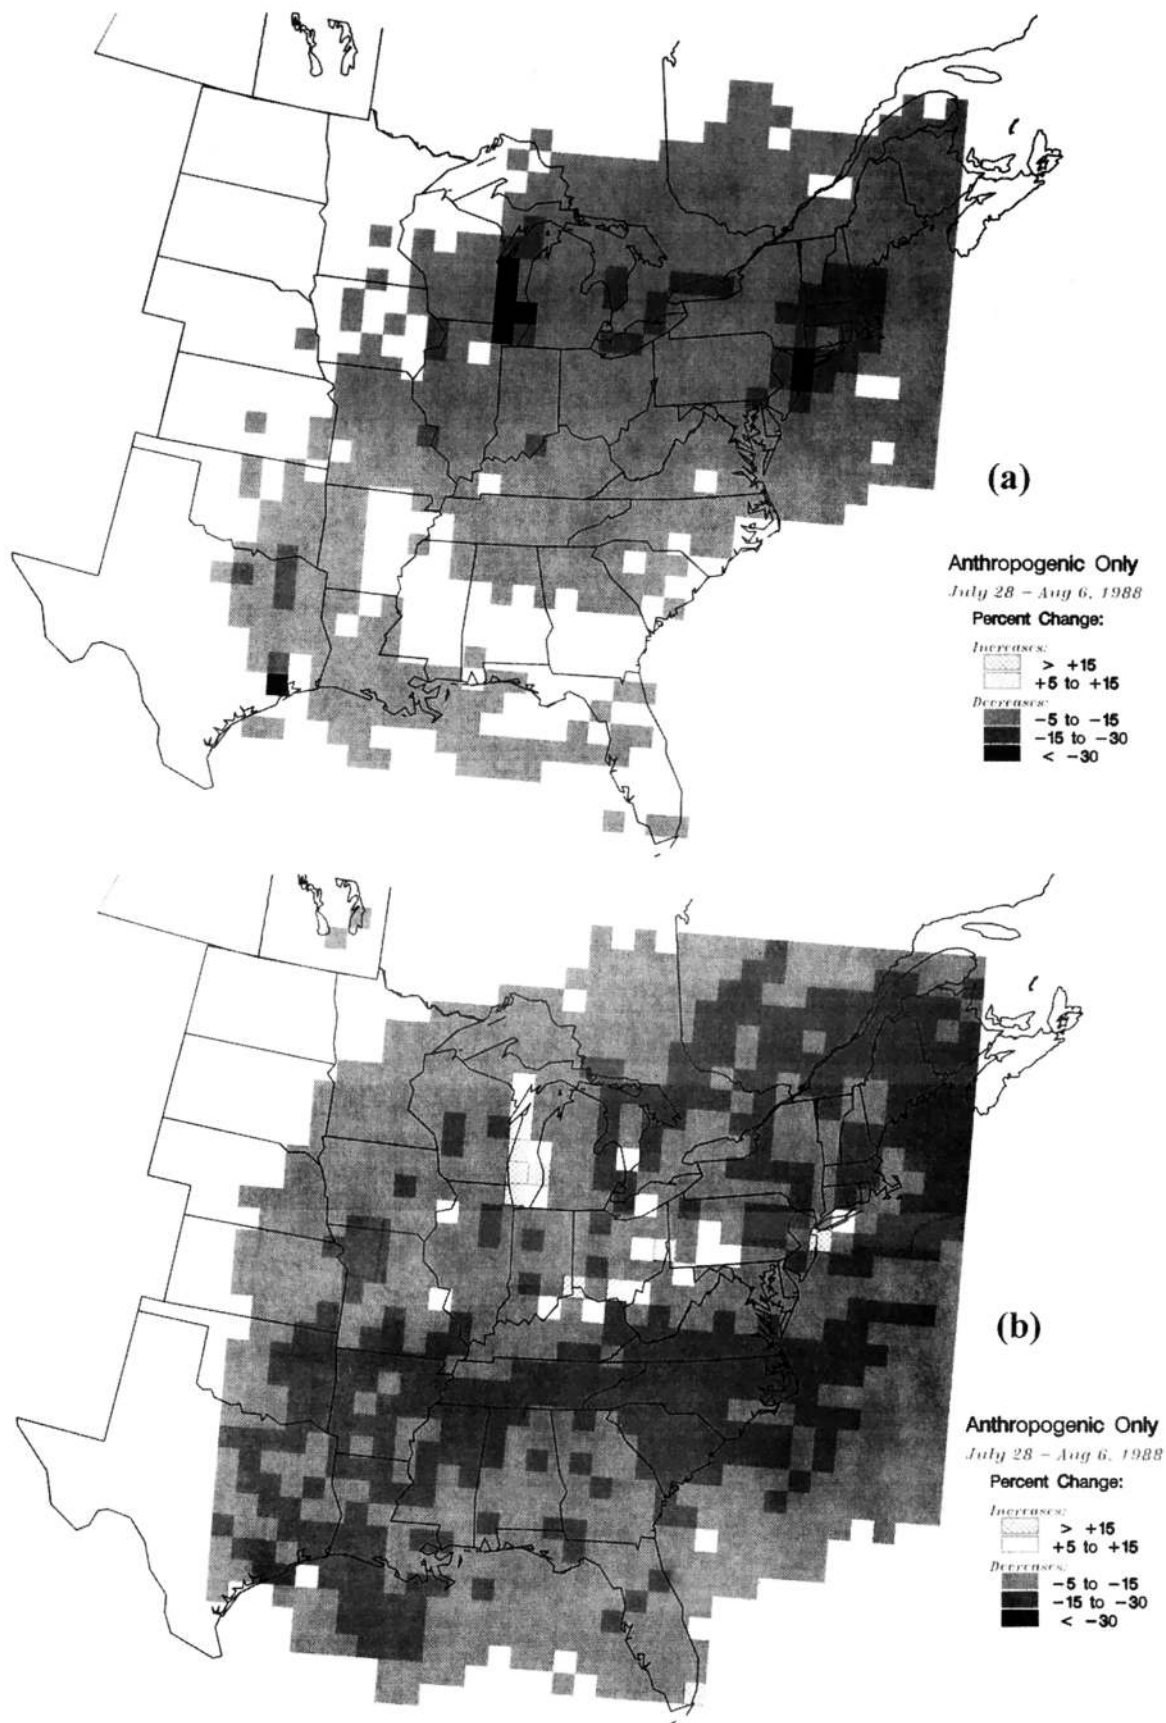 (a)
Anthropogenic Only
July 28 – Aug 6, 1988
Percent Change:
Increases:
> +15
+5 to +15
Decreases:
−5 to −15
−15 to −30
< −30
(b)
Anthropogenic Only
July 28 – Aug 6, 1988
Percent Change:
Increases:
> +15
+5 to +15
Decreases:
−5 to −15
−15 to −30
< −30